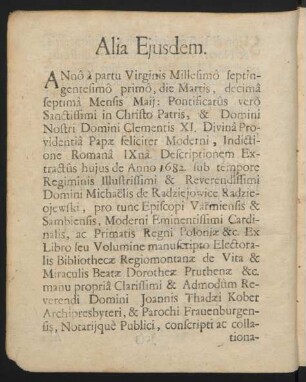 Alia Ejusdem.
ANnô à partu Virginis Millesimô septin-
gentesimô primô, die Martis, decimâ
septimâ Mensis Maij: Pontificatûs verò
Sanctissimi in Christo Patris, & Domini
Nostri Domini Clementis XI. Divinâ Pro-
videntiâ Papæ feliciter Moderni, Indicti-
one Romanâ IXnâ. Descriptionem Ex-
tractûs hujus de Anno 1682. sub tempore
Regiminis Illustrissimi & Reverendissimi
Domini Michaëlis de Radziejowice Radzie-
ojewski, pro tunc Episcopi Varmiensis &
Sambiensis, Moderni Eminentissimi Cardi-
nalis, ac Primatis Regni Poloniæ &c. Ex
Libro seu Volumine manuscripto Electora-
lis Bibliothecæ Regiomontanæ de Vita &
Miraculis Beatæ Dorotheæ Pruthenæ &c.
manu propriâ Clarissimi & Admodùm Re-
verendi Domini Joannis Thadæi Kober
Archipresbyteri, & Parochi Frauenburgen-
sis, Notarijquè Publici, conscripti ac colla-
tiona-